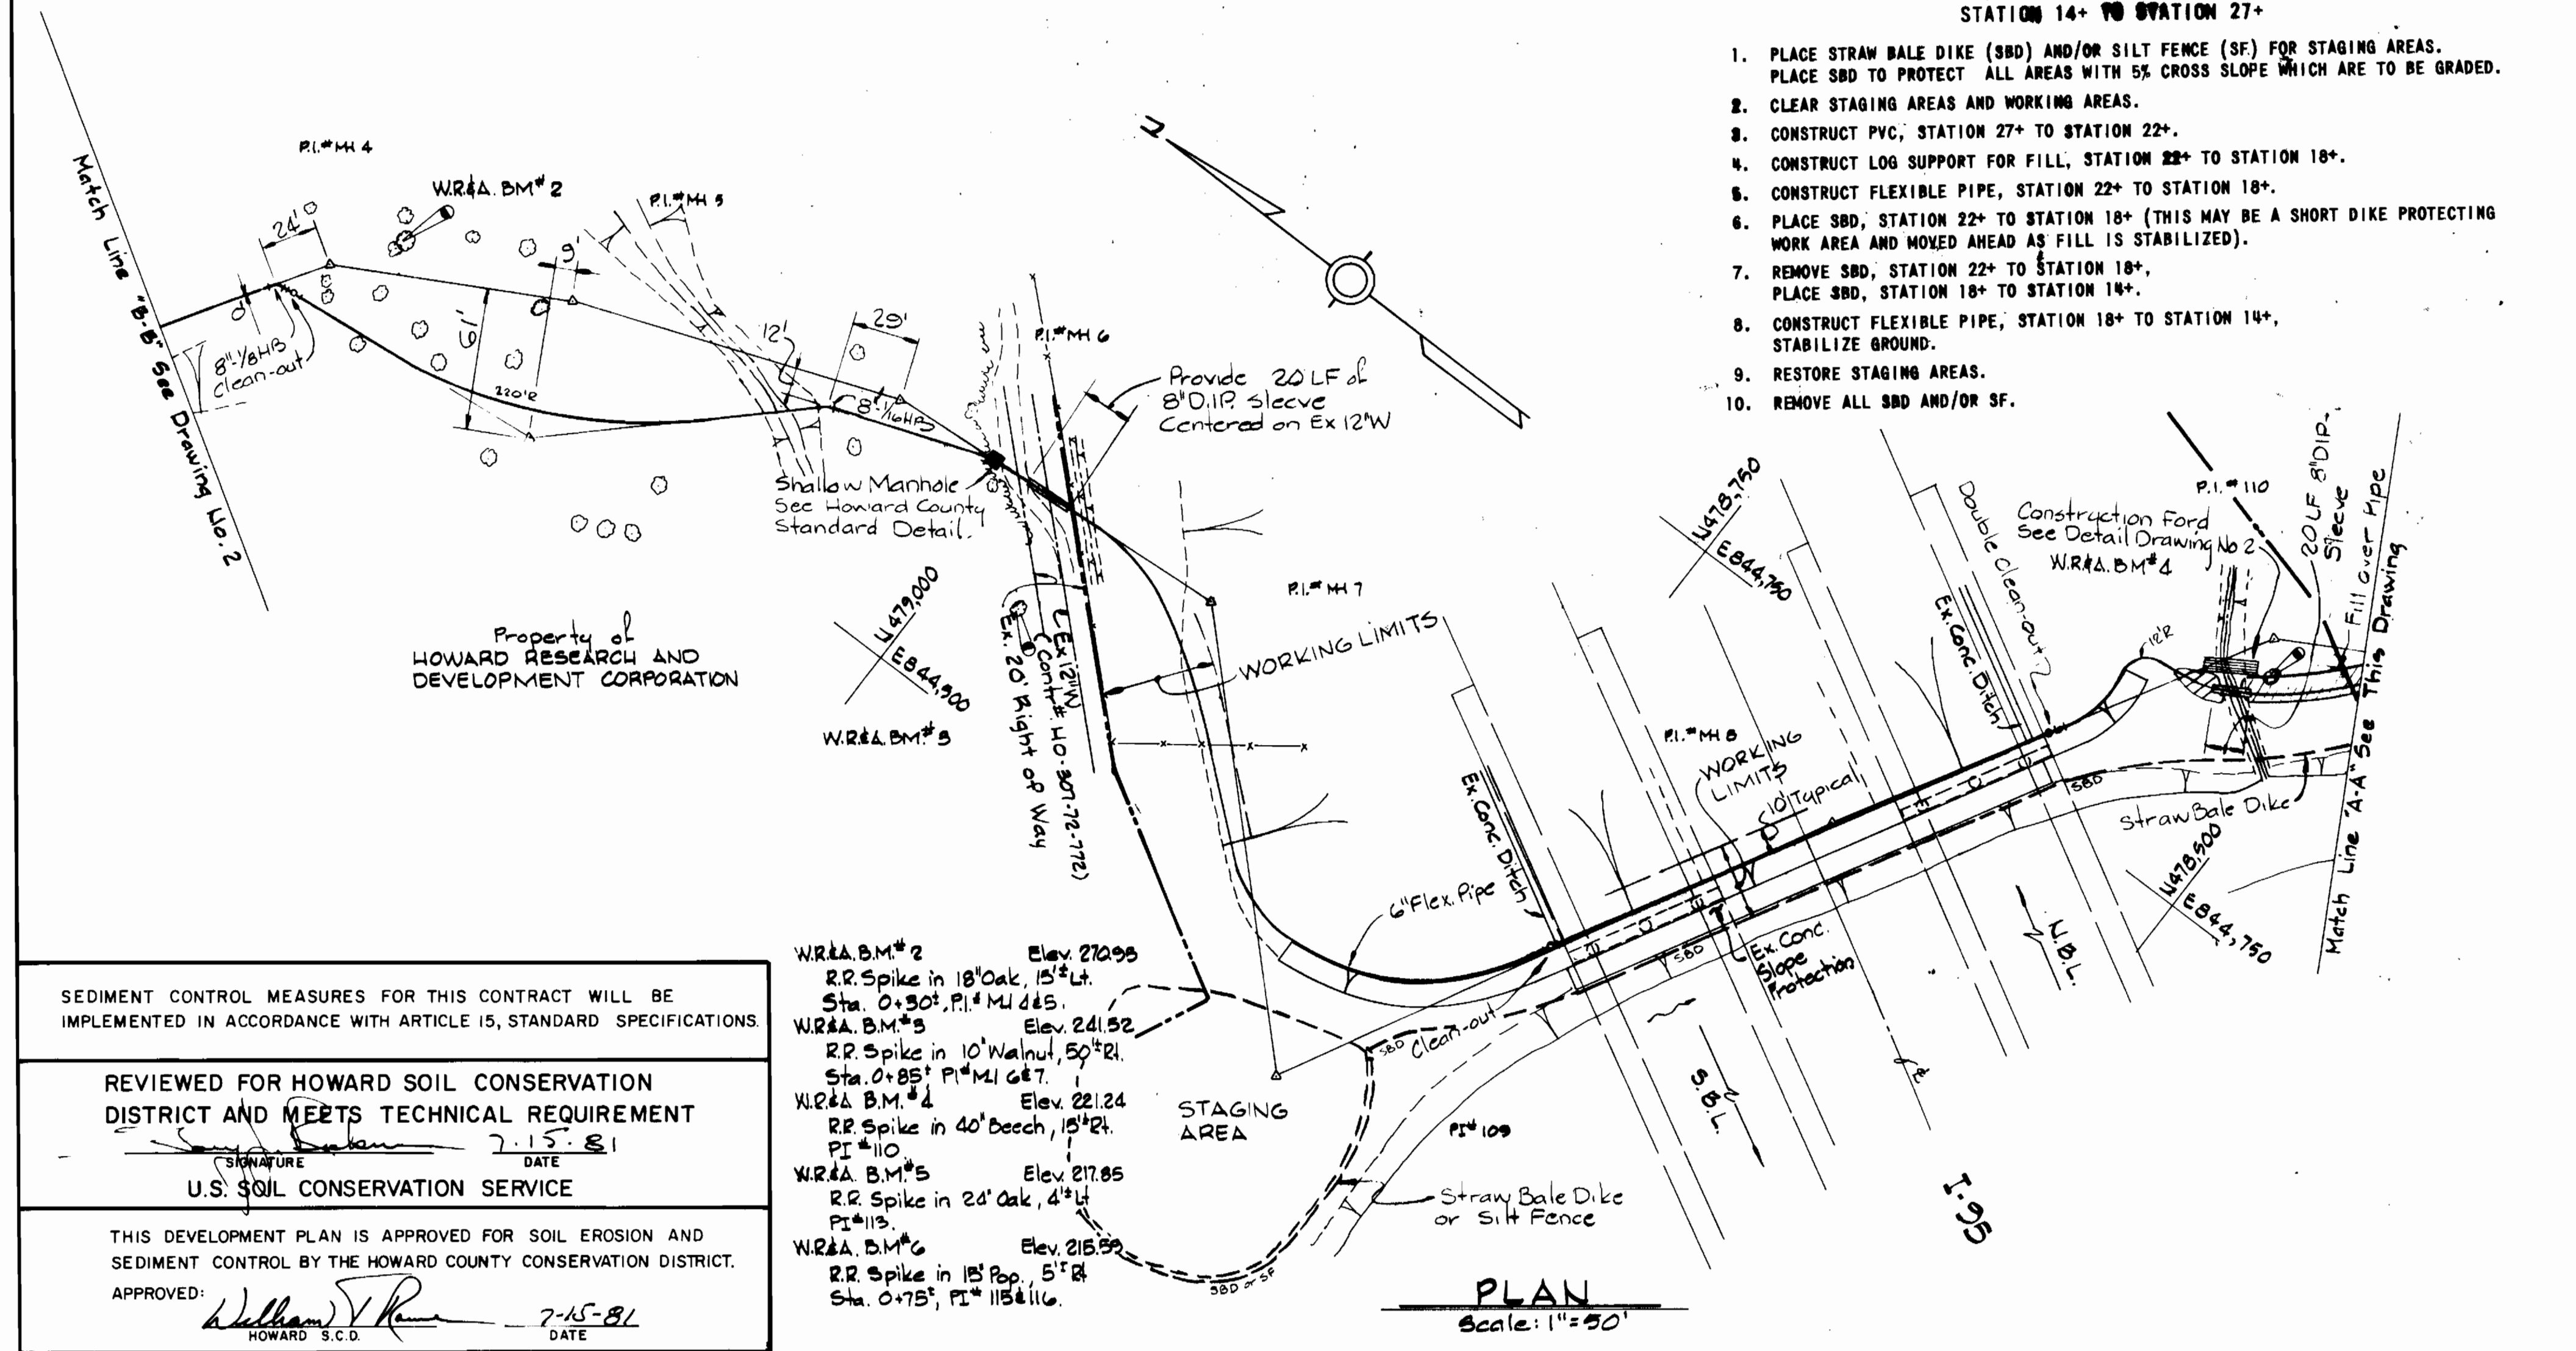 STATION 14+ TO STATION 27+
1. PLACE STRAW BALE DIKE (SBD) AND/OR SILT FENCE (SF.) FOR STAGING AREAS.
PLACE SBD TO PROTECT ALL AREAS WITH 5% CROSS SLOPE WHICH ARE TO BE GRADED.
2. CLEAR STAGING AREAS AND WORKING AREAS.
3. CONSTRUCT PVC, STATION 27+ TO STATION 22+.
4. CONSTRUCT LOG SUPPORT FOR FILL, STATION 22+ TO STATION 18+.
5. CONSTRUCT FLEXIBLE PIPE, STATION 22+ TO STATION 18+.
6. PLACE SBD, STATION 22+ TO STATION 18+ (THIS MAY BE A SHORT DIKE PROTECTING
WORK AREA AND MOVED AHEAD AS FILL IS STABILIZED).
7. REMOVE SBD, STATION 22+ TO STATION 18+,
PLACE SBD, STATION 18+ TO STATION 14+.
8. CONSTRUCT FLEXIBLE PIPE, STATION 18+ TO STATION 14+,
STABILIZE GROUND.
9. RESTORE STAGING AREAS.
10. REMOVE ALL SBD AND/OR SF.
Match Line "B-B" See Drawing No. 2
P.I.# MH 4
W.R.&A. BM# 2
P.I.# MH 5
24'
9'
61'
8"-1/8HB
Clean-out
220'R
12'
29'
8"-1/16HB
P.I.# MH 6
Provide 20 LF of
8" D.I.P. Sleeve
Centered on Ex 12"W
Shallow Manhole
See Howard County
Standard Detail.
Property of
HOWARD RESEARCH AND
DEVELOPMENT CORPORATION
N 479,000
E 844,500
W.R.&A. BM.# 3
Ex 12"W
(Contr.# HO-307-72-772)
Ex. 20' Right of Way
P.I.# MH 7
WORKING LIMITS
N478,750
E844,750
Double Clean-out
Ex. Conc. Ditch
Construction Ford
See Detail Drawing No 2
W.R.&A. BM# 4
P.I.# 110
20 LF 8" DIP
Sleeve
Fill Over Pipe
12'R
Match Line "A-A" See This Drawing
P.I.# MH 8
WORKING
LIMITS
10' Typical
Ex. Conc. Ditch
6" Flex. Pipe
SBD
Straw Bale Dike
N478,500
E844,750
SBD
Ex. Conc.
Slope
Protection
N.B.L.
S.B.L.
I-95
SBD
Clean-out
PI# 109
STAGING
AREA
Straw Bale Dike
or Silt Fence
SBD or SF
W.R.&A. B.M.# 2 Elev. 270.95
R.R. Spike in 18" Oak, 15'± Lt.
Sta. 0+30±, P.I.# MH 4&5.
W.R.&A. B.M.# 3 Elev. 241.52
R.R. Spike in 10" Walnut, 50'± Rt.
Sta. 0+85± PI# MH 6&7.
W.R.&A B.M.# 4 Elev. 221.24
R.R. Spike in 40" Beech, 15'± Rt.
PI # 110
W.R.&A. B.M.# 5 Elev. 217.85
R.R. Spike in 24" Oak, 4'± Lt
PI# 113.
W.R.&A. B.M# 6 Elev. 215.59
R.R. Spike in 15" Pop., 5'± Rt
Sta. 0+75±, PI# 115&116.
PLAN
Scale: 1"=50'
SEDIMENT CONTROL MEASURES FOR THIS CONTRACT WILL BE
IMPLEMENTED IN ACCORDANCE WITH ARTICLE 15, STANDARD SPECIFICATIONS.
REVIEWED FOR HOWARD SOIL CONSERVATION
DISTRICT AND MEETS TECHNICAL REQUIREMENT
7.15.81
SIGNATURE DATE
U.S. SOIL CONSERVATION SERVICE
THIS DEVELOPMENT PLAN IS APPROVED FOR SOIL EROSION AND
SEDIMENT CONTROL BY THE HOWARD COUNTY CONSERVATION DISTRICT.
APPROVED:
William 7-15-81
HOWARD S.C.D. DATE